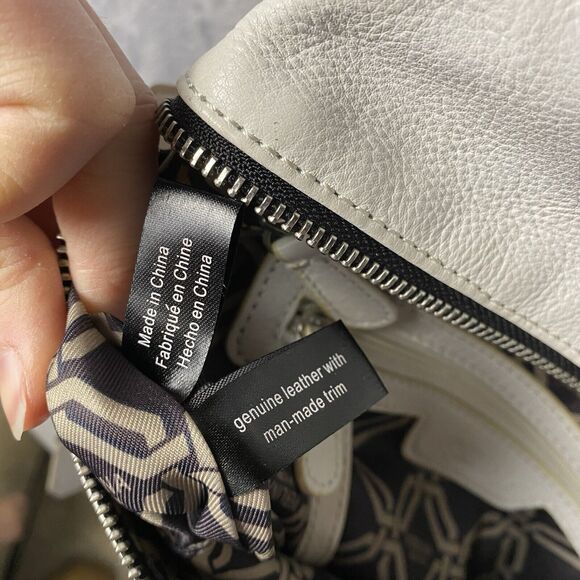 Made in China
Fabriqué en Chine
Hecho en China
genuine leather with
man-made trim